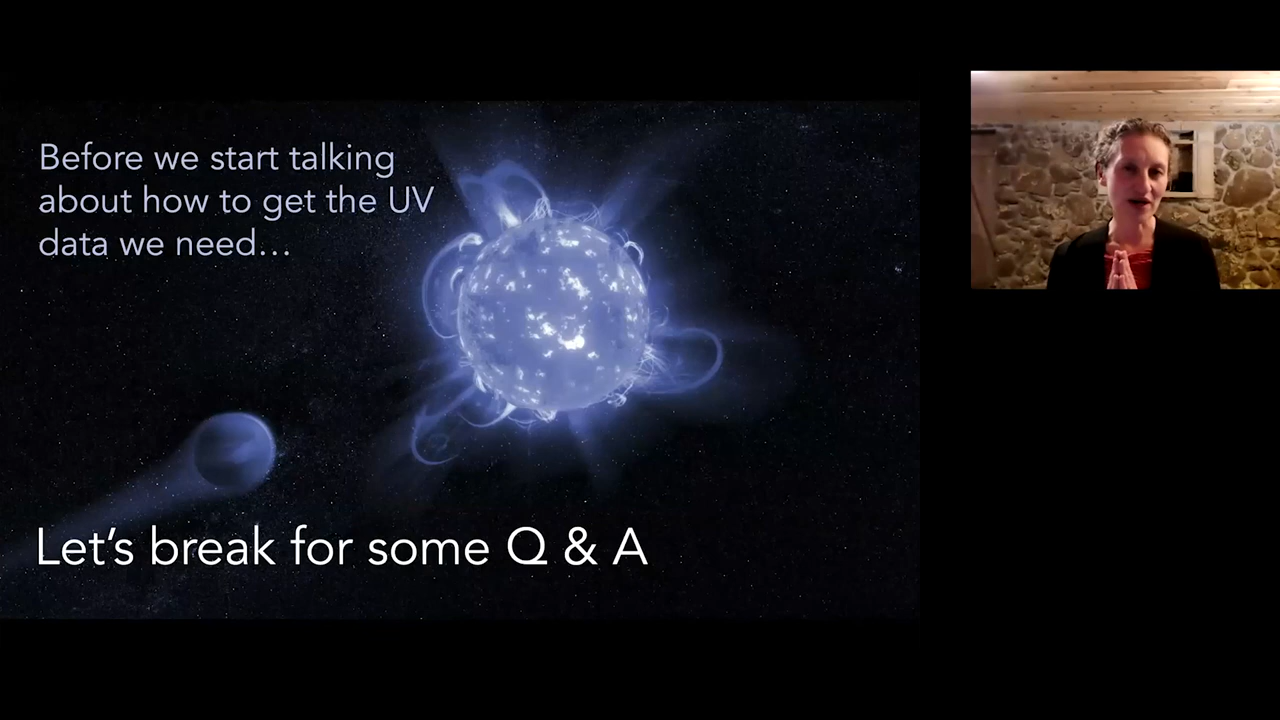 Before we start talking
about how to get the UV
data we need…
Let's break for some Q & A